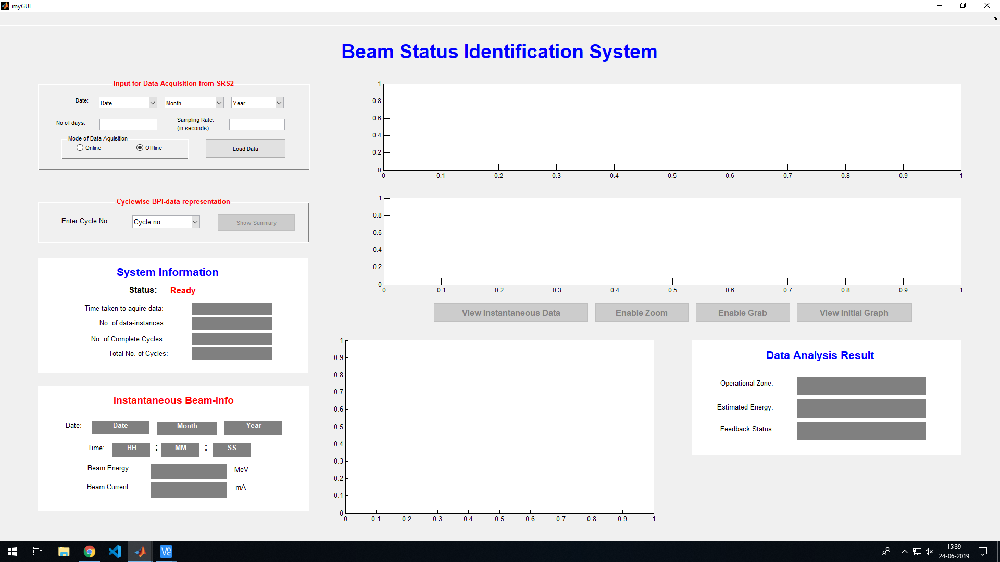 myGUI
Beam Status Identification System
Input for Data Acquisition from SRS2
Date: Date Month Year
No of days: Sampling Rate:
(in seconds)
Mode of Data Aquisition
Online Offline Load Data
Cyclewise BPI-data representation
Enter Cycle No: Cycle no. Show Summary
System Information
Status: Ready
Time taken to aquire data:
No. of data-instances:
No. of Complete Cycles:
Total No. of Cycles:
Instantaneous Beam-Info
Date: Date Month Year
Time: HH : MM : SS
Beam Energy: MeV
Beam Current: mA
1
0.8
0.6
0.4
0.2
0
0 0.1 0.2 0.3 0.4 0.5 0.6 0.7 0.8 0.9 1
1
0.8
0.6
0.4
0.2
0
0 0.1 0.2 0.3 0.4 0.5 0.6 0.7 0.8 0.9 1
View Instantaneous Data Enable Zoom Enable Grab View Initial Graph
1
0.9
0.8
0.7
0.6
0.5
0.4
0.3
0.2
0.1
0
0 0.1 0.2 0.3 0.4 0.5 0.6 0.7 0.8 0.9 1
Data Analysis Result
Operational Zone:
Estimated Energy:
Feedback Status:
15:39
24-06-2019